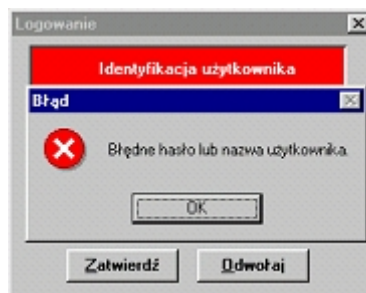 Logowanie
Identyfikacja użytkownika
Błąd
Błędne hasło lub nazwa użytkownika.
OK
Zatwierdź
Odwołaj